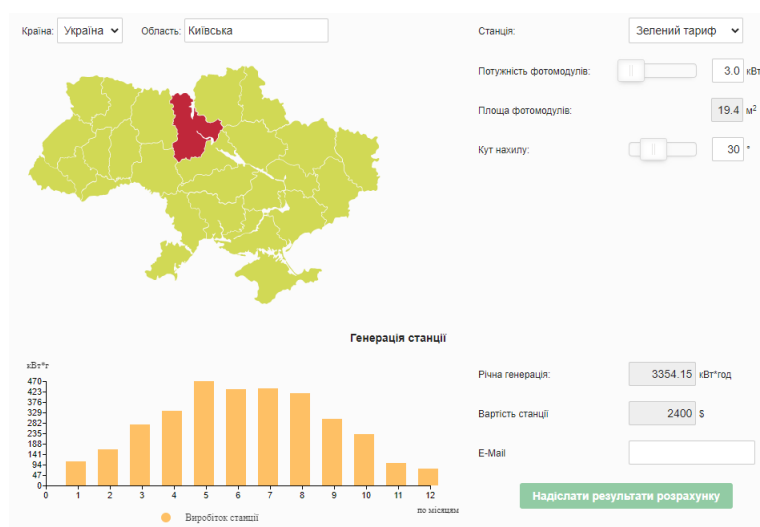 Країна: Україна Область: Київська Станція: Зелений тариф
Потужність фотомодулів: 3.0 кВт
Площа фотомодулів: 19.4 м2
Кут нахилу: 30 °
Генерація станції
кВт*г
470
423
376
329
282
235
188
141
94
47
0
0 1 2 3 4 5 6 7 8 9 10 11 12
по місяцям
Виробіток станції
Річна генерація: 3354.15 кВт*год
Вартість станції 2400 $
E-Mail
Надіслати результати розрахунку